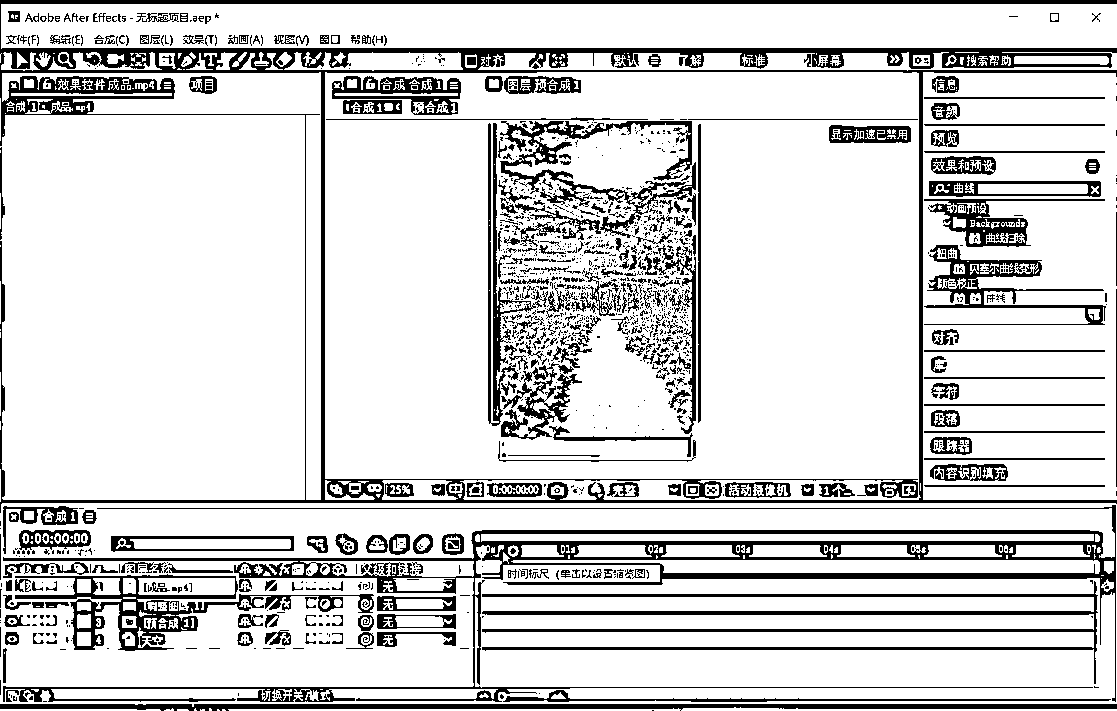 Adobe After Effects - 无标题项目.aep *
文件(F) 编辑(E) 合成(C) 图层(L) 效果(T) 动画(A) 视图(V) 窗口 帮助(H)
对齐 默认 了解 标准 小屏幕 搜索帮助
效果控件 成品.mp4 项目
合成 1 成品.mp4
合成 合成 1 图层 预合成 1
合成 1 预合成 1
显示加速已禁用
信息
音频
预览
效果和预设
曲线
动画预设
Backgrounds
曲线扫除
扭曲
贝塞尔曲线变形
颜色校正
曲线
对齐
库
字符
段落
跟踪器
内容识别填充
25% 0:00:00:00 完整 活动摄像机 1个
合成 1
0:00:00:00
01s 02s 03s 04s 05s 06s 07s
图层名称 父级和链接
时间标尺 (单击以设置缩览图)
1 [成品.mp4] 无
2 无
3 [预合成 1] 无
4 天空 无
切换开关/模式